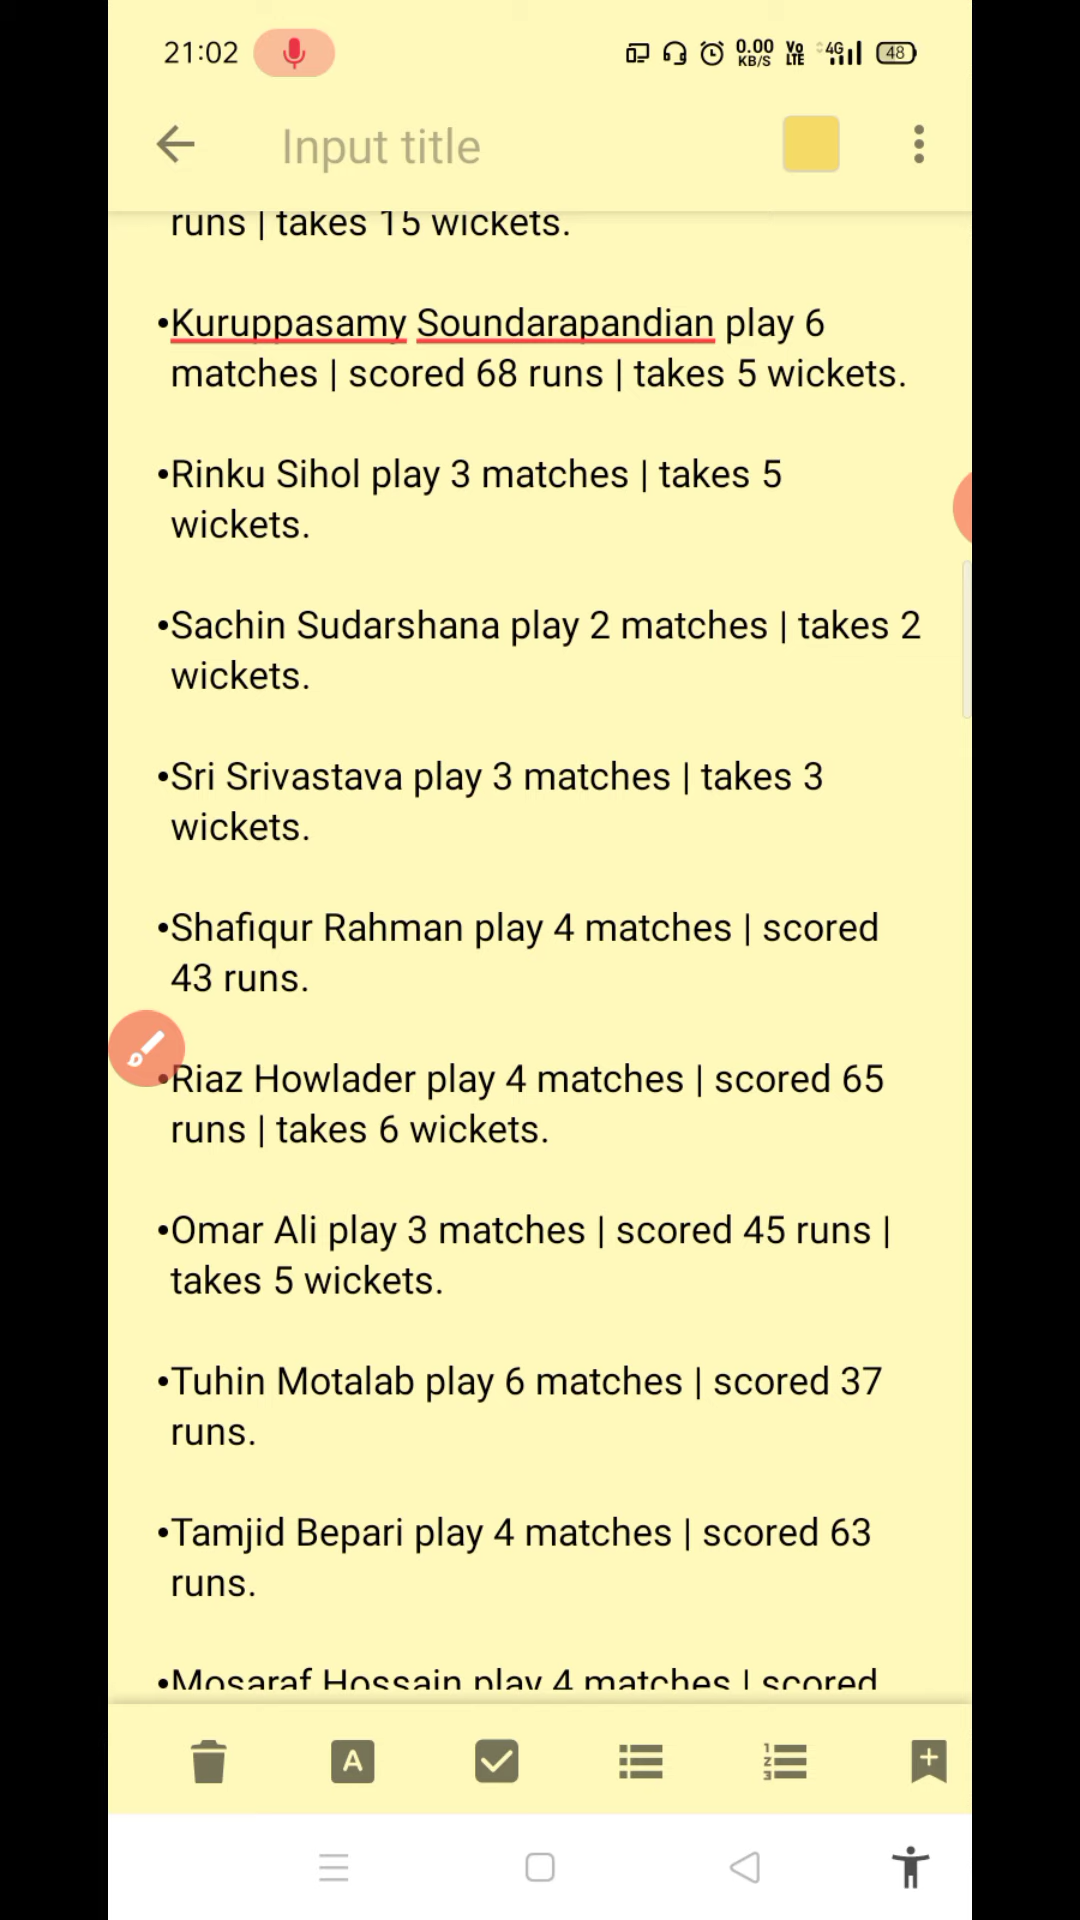 21:02 0.00 KB/S Vo LTE 4G 48
Input title
runs | takes 15 wickets.
•Kuruppasamy Soundarapandian play 6
matches | scored 68 runs | takes 5 wickets.
•Rinku Sihol play 3 matches | takes 5
wickets.
•Sachin Sudarshana play 2 matches | takes 2
wickets.
•Sri Srivastava play 3 matches | takes 3
wickets.
•Shafiqur Rahman play 4 matches | scored
43 runs.
•Riaz Howlader play 4 matches | scored 65
runs | takes 6 wickets.
•Omar Ali play 3 matches | scored 45 runs |
takes 5 wickets.
•Tuhin Motalab play 6 matches | scored 37
runs.
•Tamjid Bepari play 4 matches | scored 63
runs.
•Mosaraf Hossain play 4 matches | scored
A